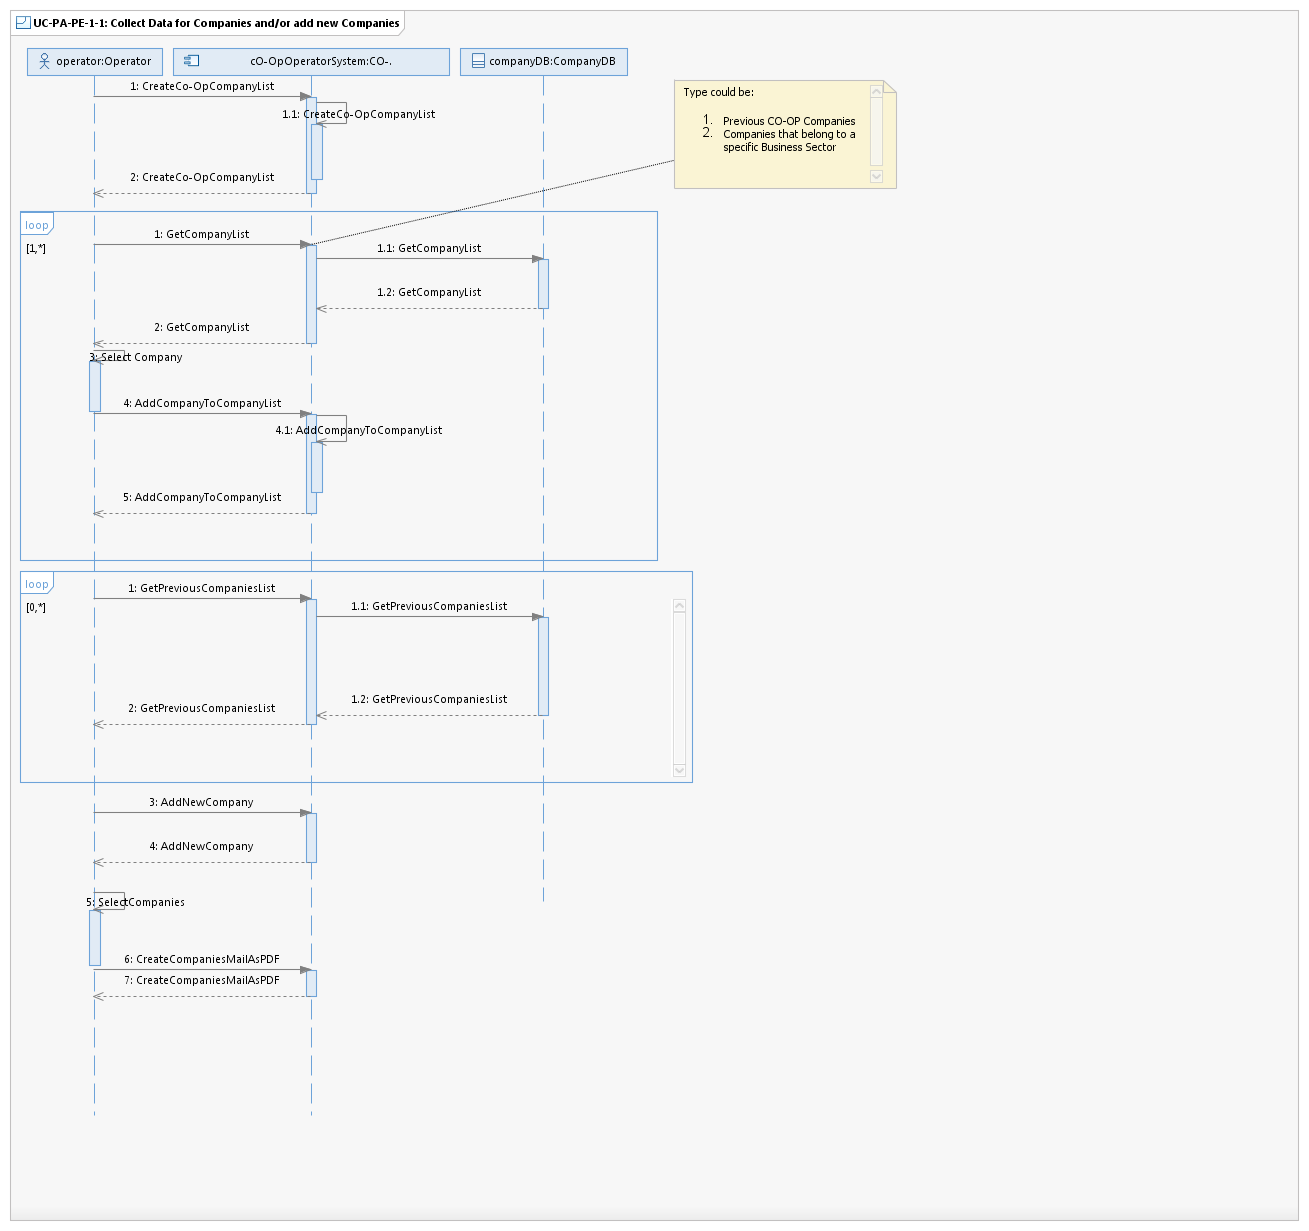 UC-PA-PE-1-1: Collect Data for Companies and/or add new Companies
operator:Operator
cO-OpOperatorSystem:CO-.
companyDB:CompanyDB
1: CreateCo-OpCompanyList
1.1: CreateCo-OpCompanyList
2: CreateCo-OpCompanyList
Type could be:
1. Previous CO-OP Companies
2. Companies that belong to a
specific Business Sector
loop
[1,*]
1: GetCompanyList
1.1: GetCompanyList
1.2: GetCompanyList
2: GetCompanyList
3: Select Company
4: AddCompanyToCompanyList
4.1: AddCompanyToCompanyList
5: AddCompanyToCompanyList
loop
[0,*]
1: GetPreviousCompaniesList
1.1: GetPreviousCompaniesList
1.2: GetPreviousCompaniesList
2: GetPreviousCompaniesList
3: AddNewCompany
4: AddNewCompany
5: SelectCompanies
6: CreateCompaniesMailAsPDF
7: CreateCompaniesMailAsPDF